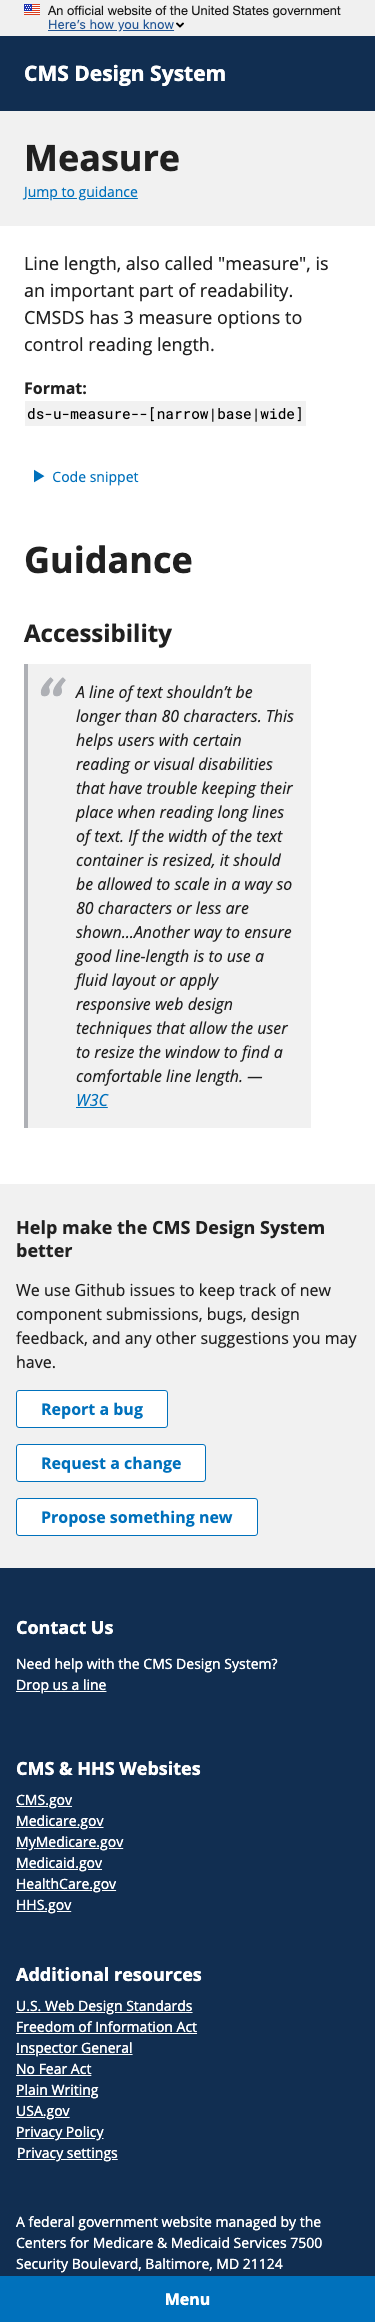 An official website of the United States government
Here's how you know
CMS Design System
Measure
Jump to guidance
Line length, also called "measure", is
an important part of readability.
CMSDS has 3 measure options to
control reading length.
Format:
ds-u-measure--[narrow|base|wide]
Code snippet
Guidance
Accessibility
“
A line of text shouldn’t be
longer than 80 characters. This
helps users with certain
reading or visual disabilities
that have trouble keeping their
place when reading long lines
of text. If the width of the text
container is resized, it should
be allowed to scale in a way so
80 characters or less are
shown...Another way to ensure
good line-length is to use a
fluid layout or apply
responsive web design
techniques that allow the user
to resize the window to find a
comfortable line length. —
W3C
Help make the CMS Design System
better
We use Github issues to keep track of new
component submissions, bugs, design
feedback, and any other suggestions you may
have.
Report a bug
Request a change
Propose something new
Contact Us
Need help with the CMS Design System?
Drop us a line
CMS & HHS Websites
CMS.gov
Medicare.gov
MyMedicare.gov
Medicaid.gov
HealthCare.gov
HHS.gov
Additional resources
U.S. Web Design Standards
Freedom of Information Act
Inspector General
No Fear Act
Plain Writing
USA.gov
Privacy Policy
Privacy settings
A federal government website managed by the
Centers for Medicare & Medicaid Services 7500
Security Boulevard, Baltimore, MD 21124
Menu